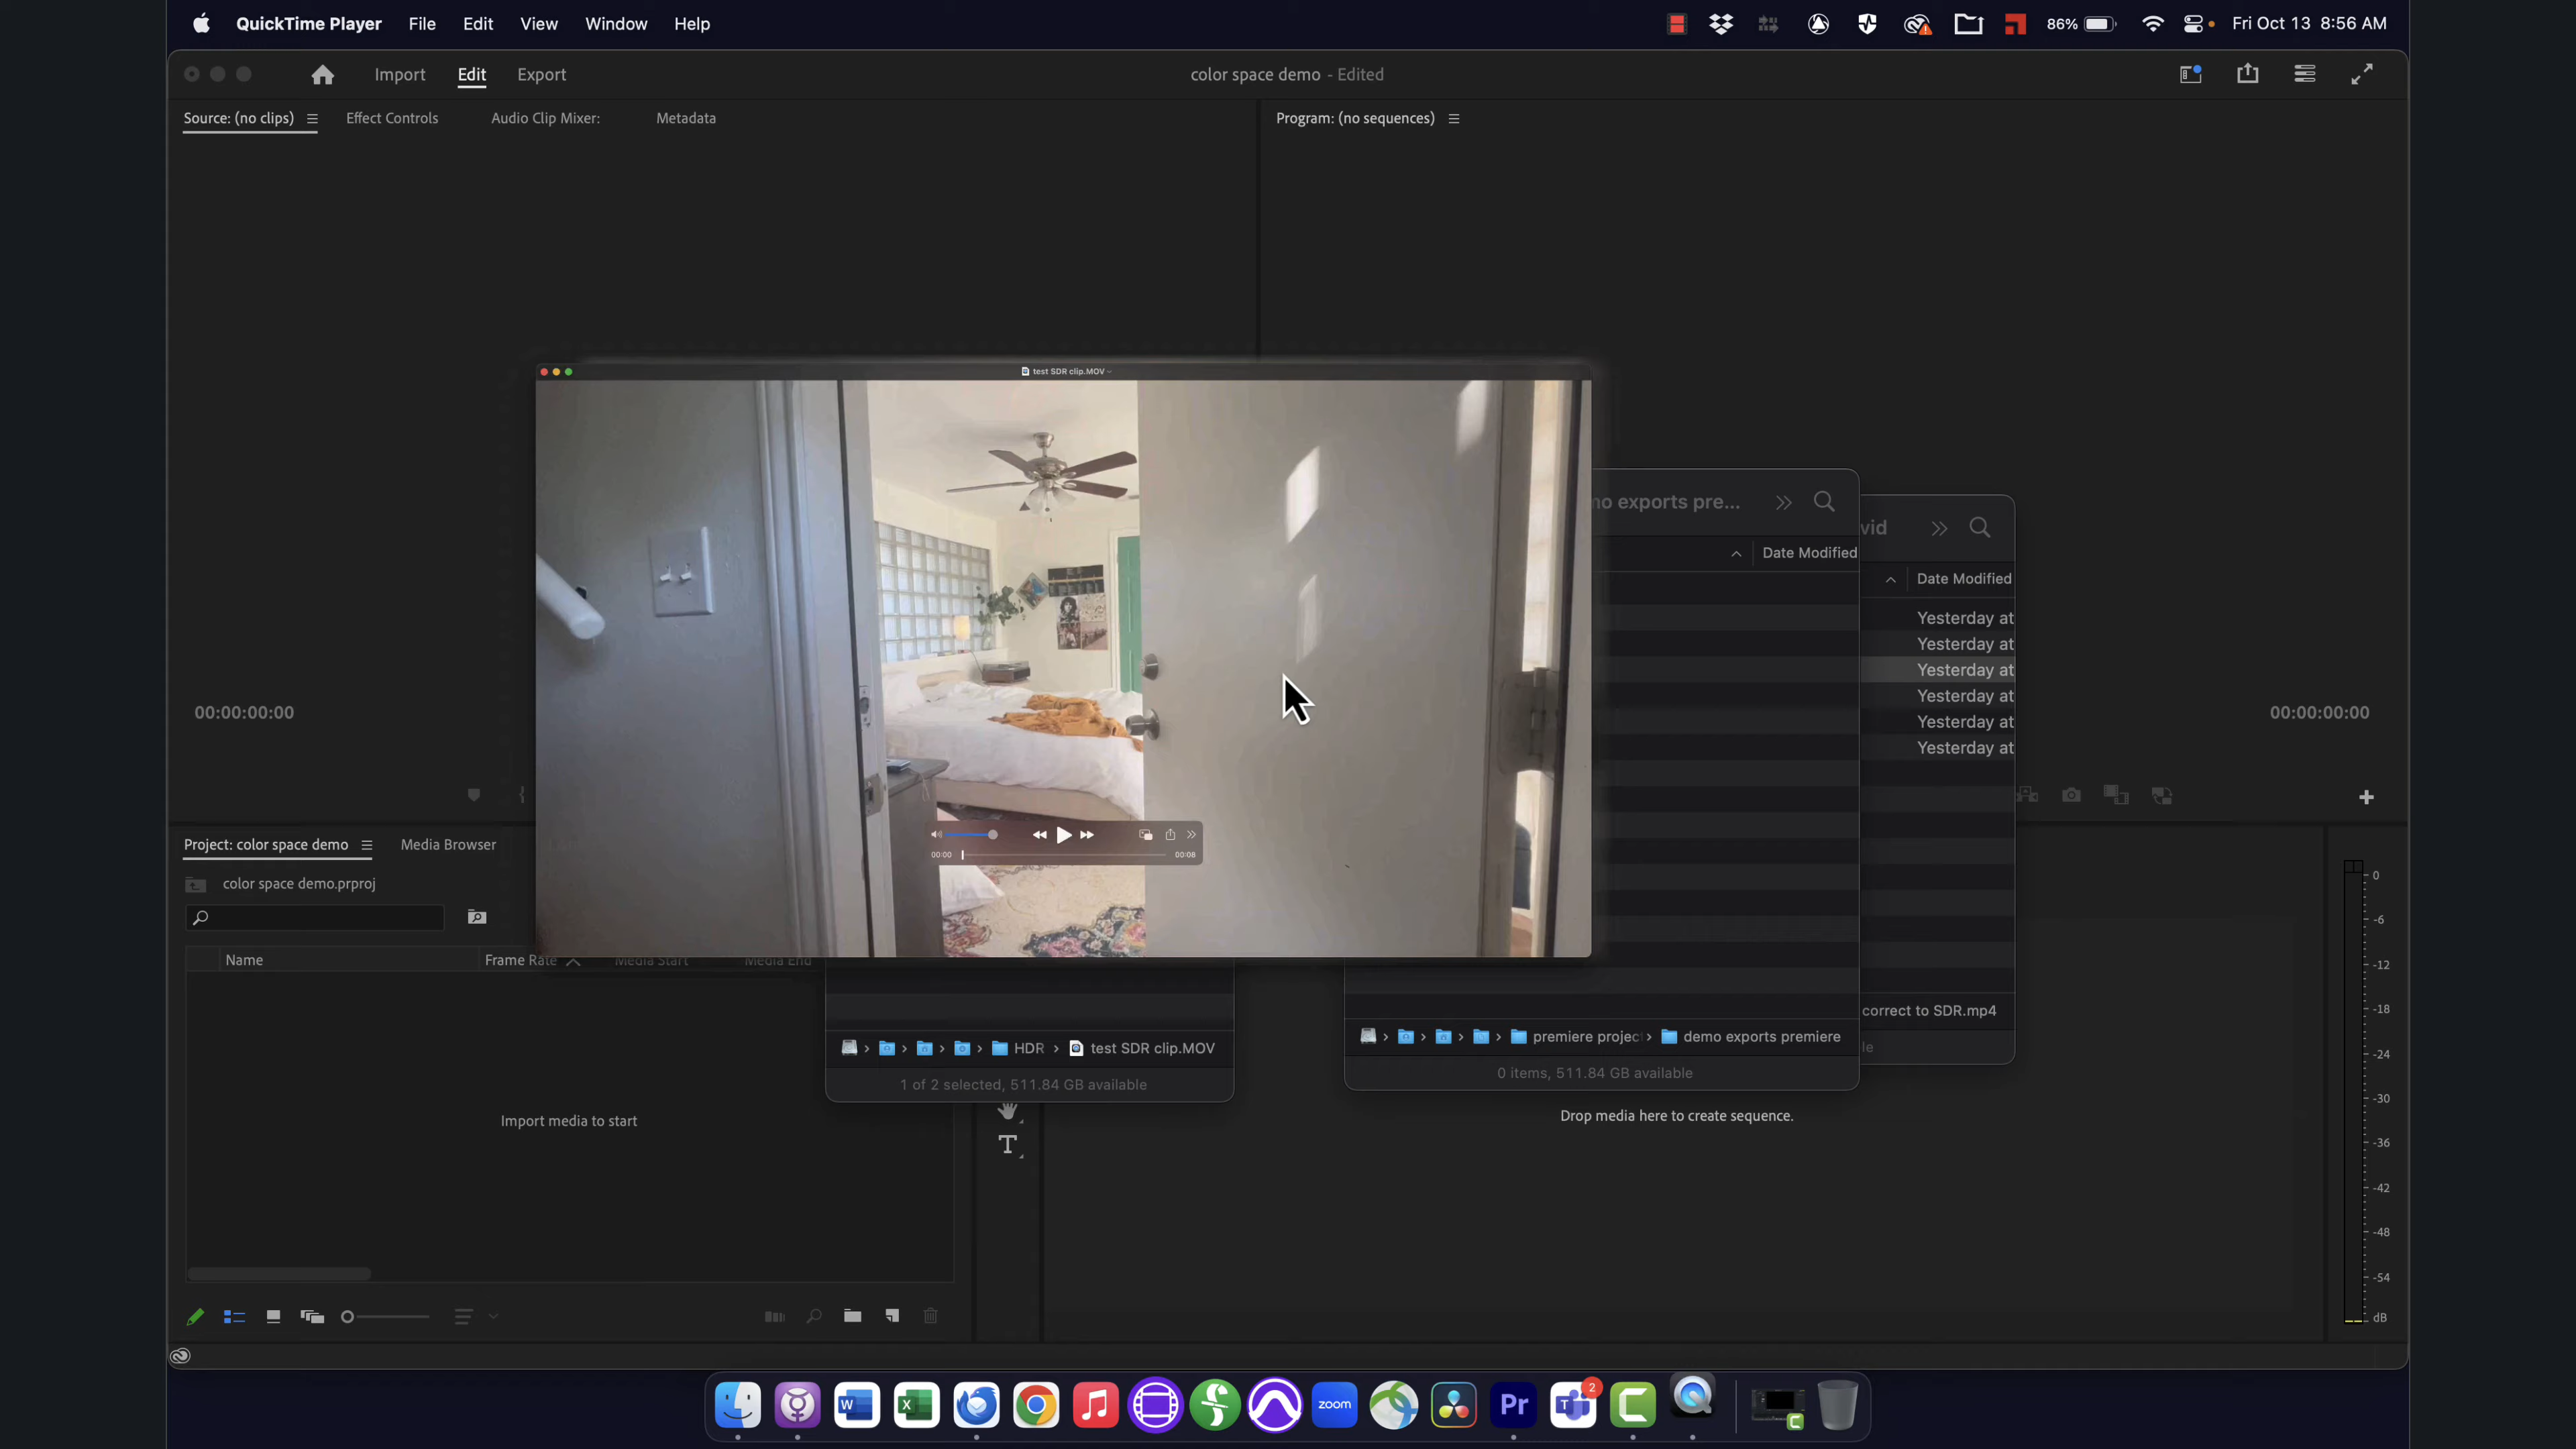 QuickTime Player File Edit View Window Help 86% Fri Oct 13 8:56 AM
Import Edit Export color space demo - Edited
Source: (no clips) Effect Controls Audio Clip Mixer: Metadata Program: (no sequences)
test SDR clip.MOV
mo exports pre...
vid
Date Modified
Date Modified
Yesterday at
Yesterday at
Yesterday at
Yesterday at
Yesterday at
Yesterday at
00:00:00:00
00:00:00:00
00:00 00:08
Project: color space demo Media Browser
color space demo.prproj
Name Frame Rate Media Start Media End
0
-6
-12
-18
-24
-30
-36
-42
-48
-54
dB
correct to SDR.mp4
premiere projec demo exports premiere
HDR test SDR clip.MOV
le
0 items, 511.84 GB available
1 of 2 selected, 511.84 GB available
Import media to start
Drop media here to create sequence.
T
W X zoom Pr T 2 C